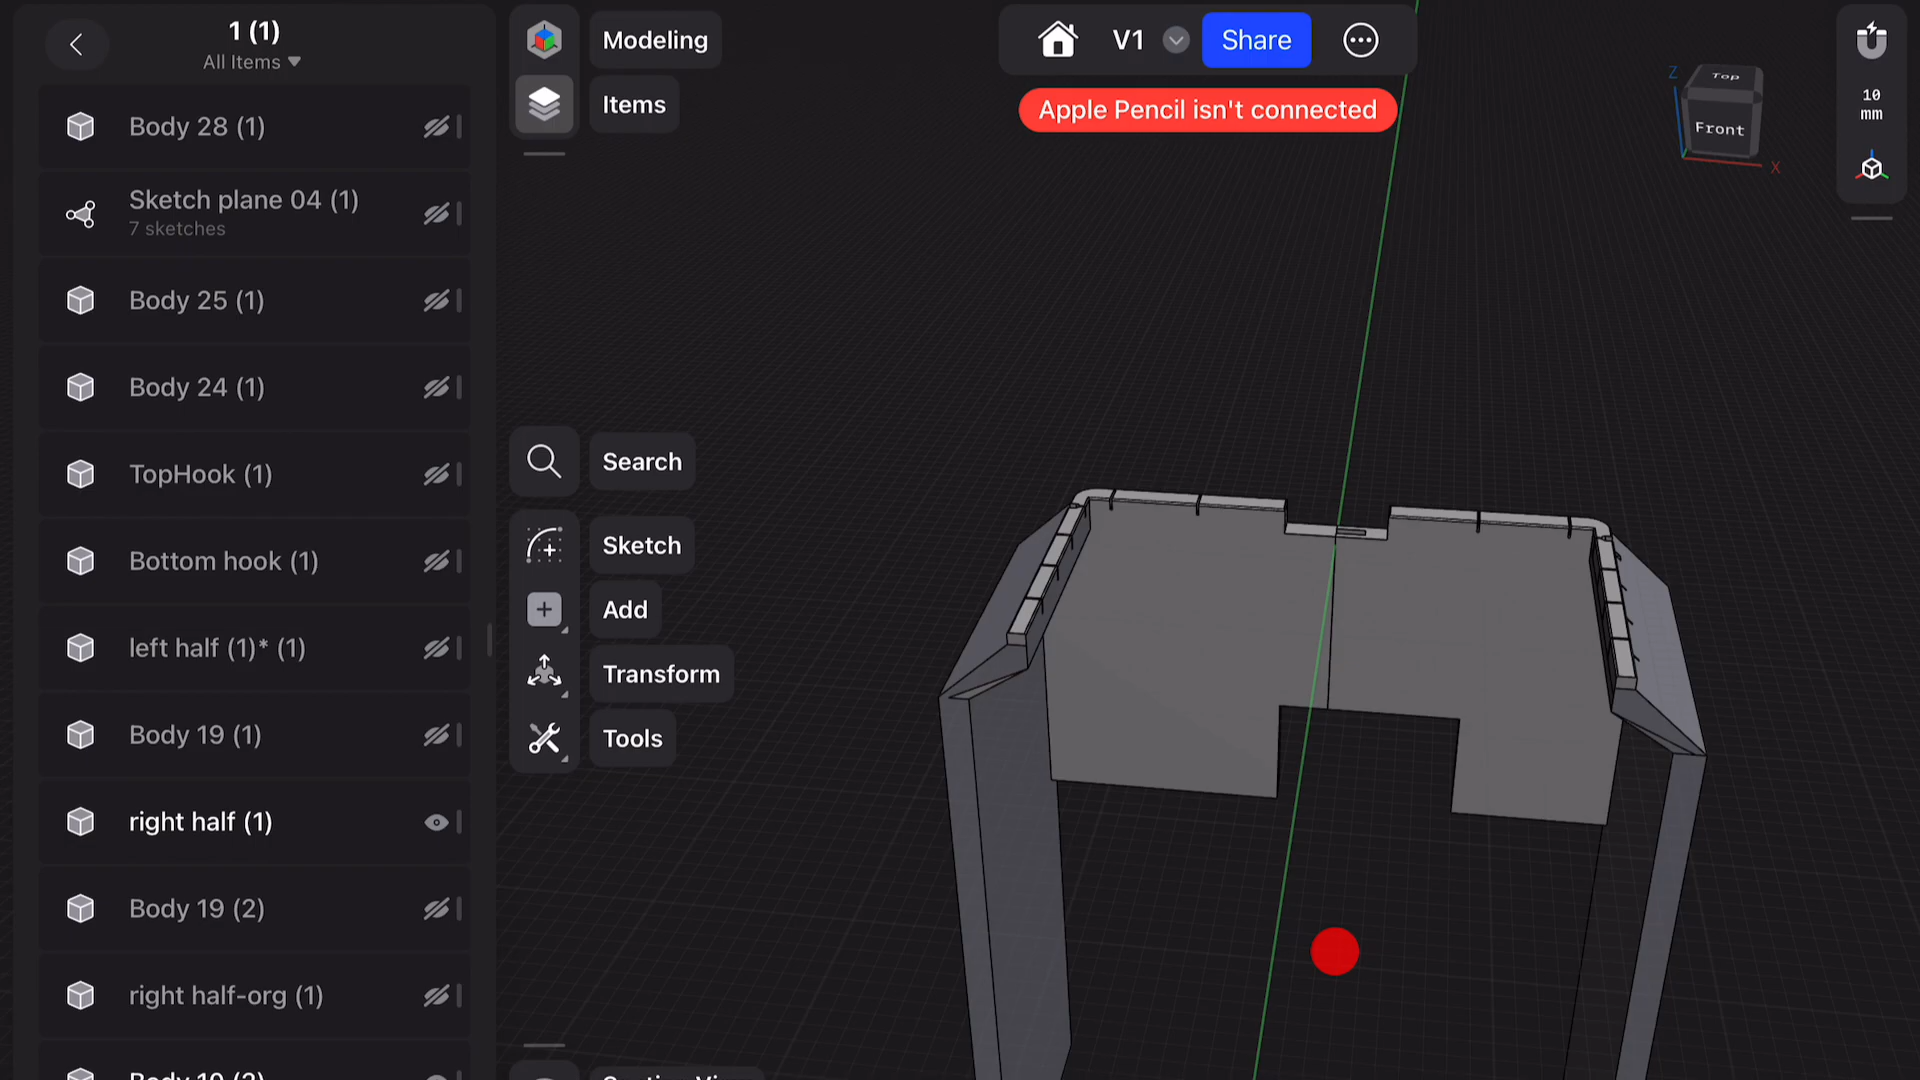 1 (1)
All Items
Body 28 (1)
Sketch plane 04 (1)
7 sketches
Body 25 (1)
Body 24 (1)
TopHook (1)
Bottom hook (1)
left half (1)* (1)
Body 19 (1)
right half (1)
Body 19 (2)
right half-org (1)
Modeling
Items
Search
Sketch
Add
Transform
Tools
V1
Share
Apple Pencil isn't connected
Z
Top
Front
X
10
mm